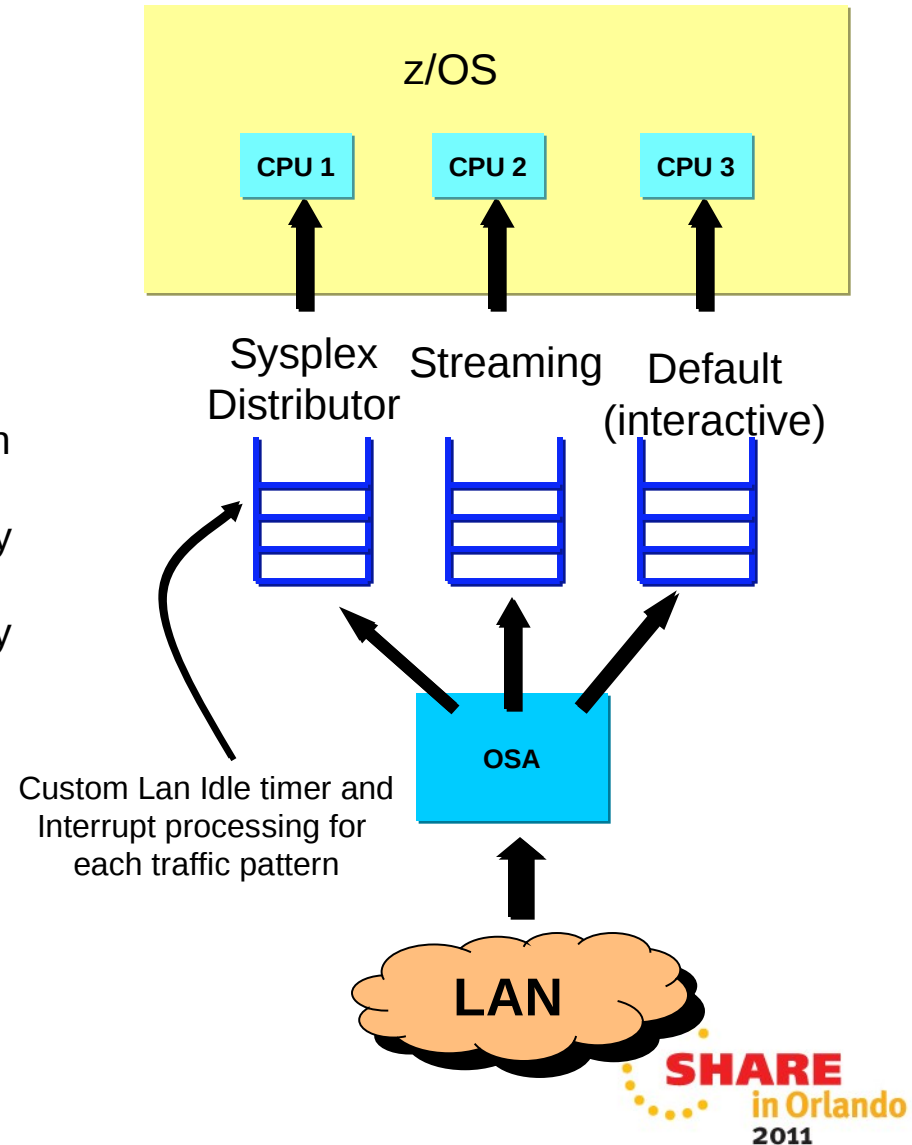 z/OS
CPU 1
CPU 2
CPU 3
Sysplex
Distributor
Streaming
Default
(interactive)
OSA
Custom Lan Idle timer and
Interrupt processing for
each traffic pattern
LAN
SHARE
in Orlando
2011